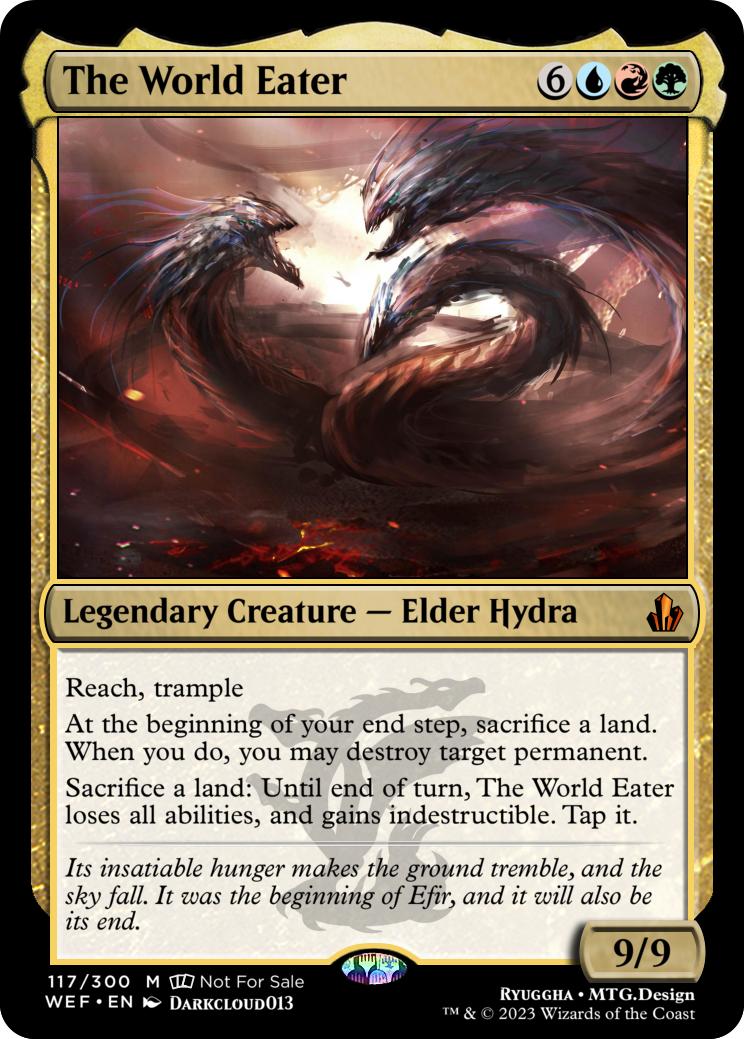 The World Eater 6
Legendary Creature — Elder Hydra
Reach, trample
At the beginning of your end step, sacrifice a land.
When you do, you may destroy target permanent.
Sacrifice a land: Until end of turn, The World Eater
loses all abilities, and gains indestructible. Tap it.
Its insatiable hunger makes the ground tremble, and the
sky fall. It was the beginning of Efir, and it will also be
its end.
9/9
117/300 M Not For Sale
WEF • EN Darkcloud013
Ryuggha • MTG.Design
™ & © 2023 Wizards of the Coast